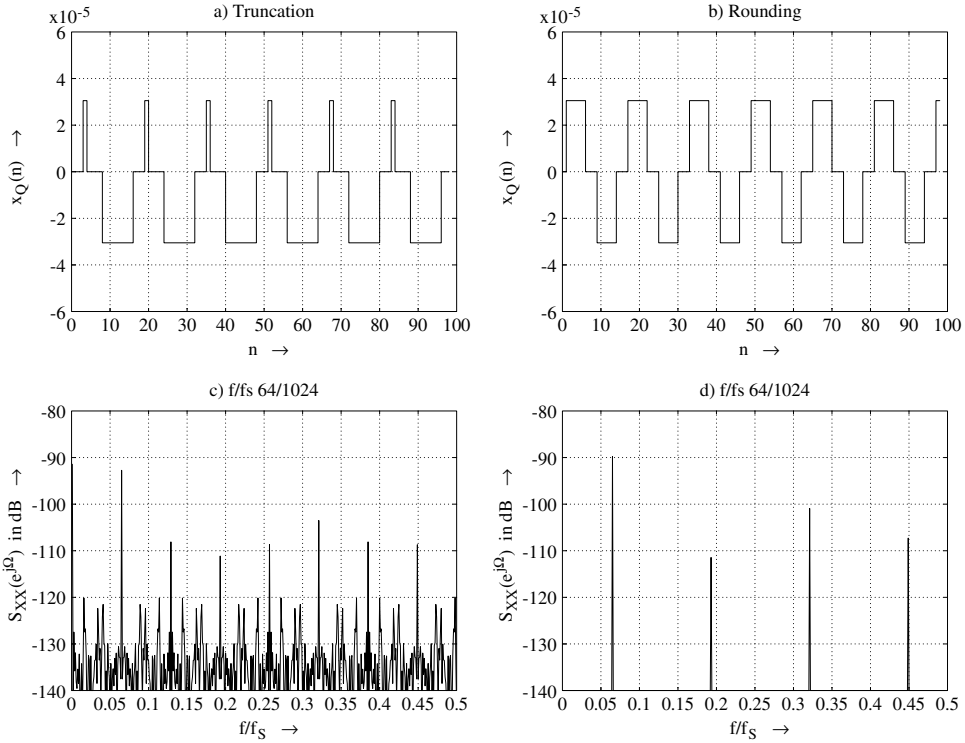 a) Truncation
x10⁻⁵
6
4
2
0
-2
-4
-6
x_Q(n) →
0 10 20 30 40 50 60 70 80 90 100
n →
b) Rounding
x10⁻⁵
6
4
2
0
-2
-4
-6
x_Q(n) →
0 10 20 30 40 50 60 70 80 90 100
n →
c) f/fs 64/1024
-80
-90
-100
-110
-120
-130
-140
S_XX(e^jΩ) in dB →
0 0.05 0.1 0.15 0.2 0.25 0.3 0.35 0.4 0.45 0.5
f/f_S →
d) f/fs 64/1024
-80
-90
-100
-110
-120
-130
-140
S_XX(e^jΩ) in dB →
0 0.05 0.1 0.15 0.2 0.25 0.3 0.35 0.4 0.45 0.5
f/f_S →